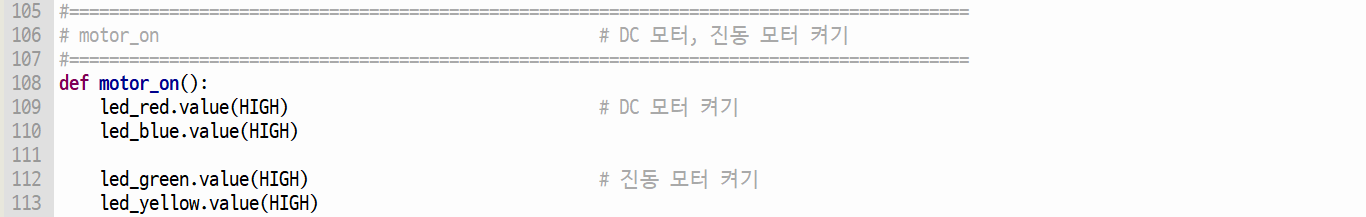 105 #==========================================================================================
106 # motor_on                                            # DC 모터, 진동 모터 켜기
107 #==========================================================================================
108 def motor_on():
109     led_red.value(HIGH)                               # DC 모터 켜기
110     led_blue.value(HIGH)
111
112     led_green.value(HIGH)                             # 진동 모터 켜기
113     led_yellow.value(HIGH)